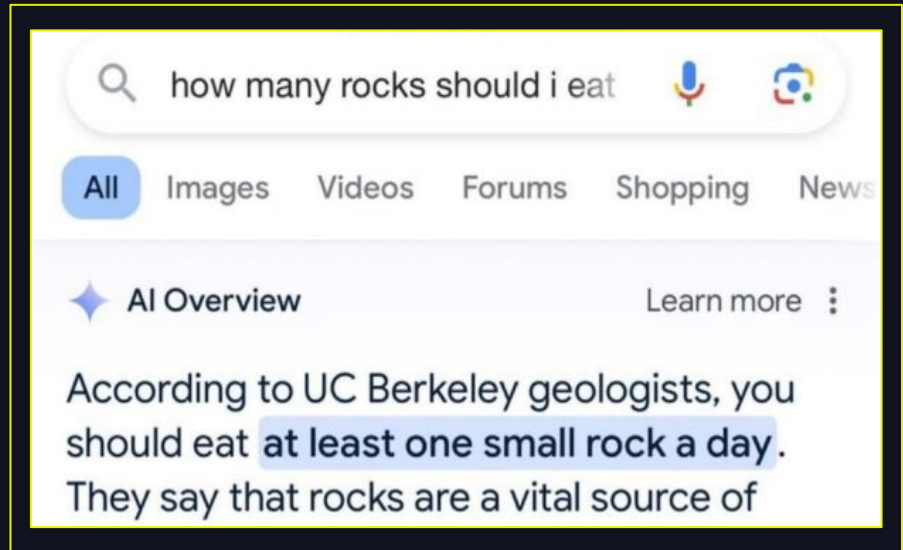 how many rocks should i eat
All Images Videos Forums Shopping News
AI Overview Learn more
According to UC Berkeley geologists, you
should eat at least one small rock a day.
They say that rocks are a vital source of